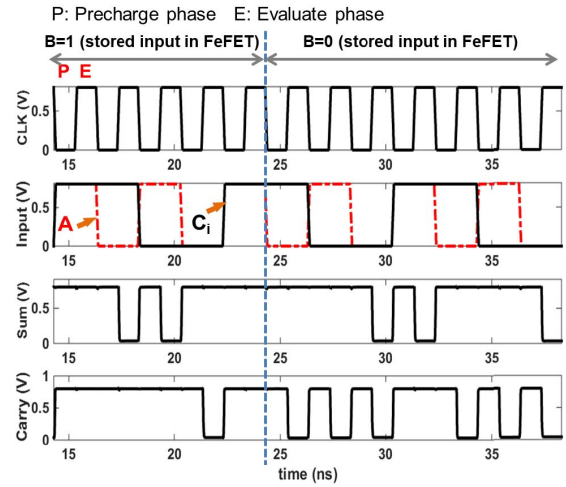 P: Precharge phase E: Evaluate phase
B=1 (stored input in FeFET) B=0 (stored input in FeFET)
P E
CLK (V)
0.5
0
15 20 25 30 35
Input (V)
0.5
0
A
Ci
15 20 25 30 35
Sum (V)
0.5
0
15 20 25 30 35
Carry (V)
1
0.5
0
15 20 25 30 35
time (ns)